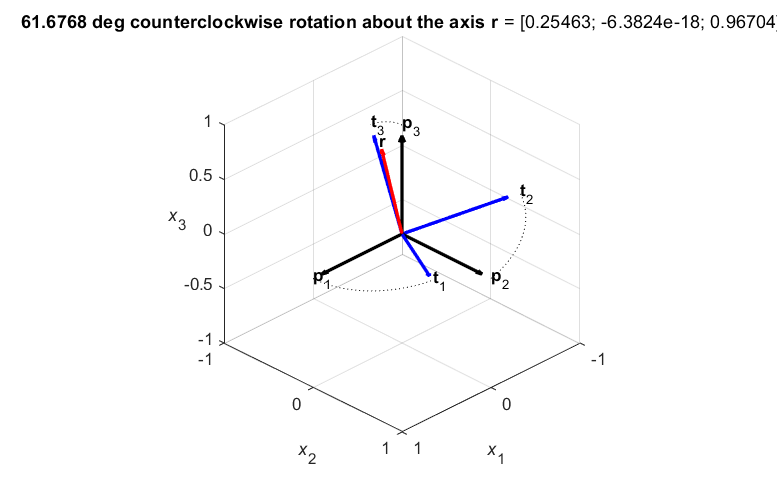 61.6768 deg counterclockwise rotation about the axis r = [0.25463; -6.3824e-18; 0.96704]
t3
p3
r
1
0.5
t2
x3
0
-0.5
p1
t1
p2
-1
-1
-1
0
0
x2
1
1
x1